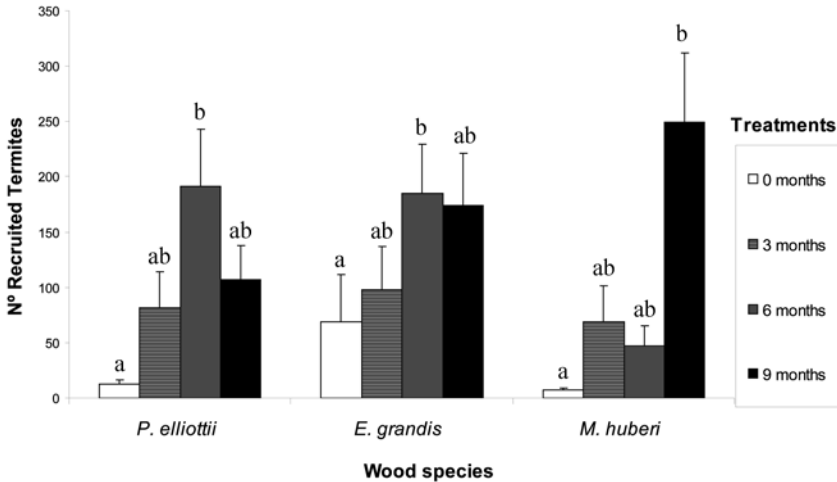 350
300
250
200
150
100
50
0
Nº Recruited Termites
a
ab
b
ab
a
ab
b
ab
a
ab
ab
b
P. elliottii
E. grandis
M. huberi
Wood species
Treatments
0 months
3 months
6 months
9 months